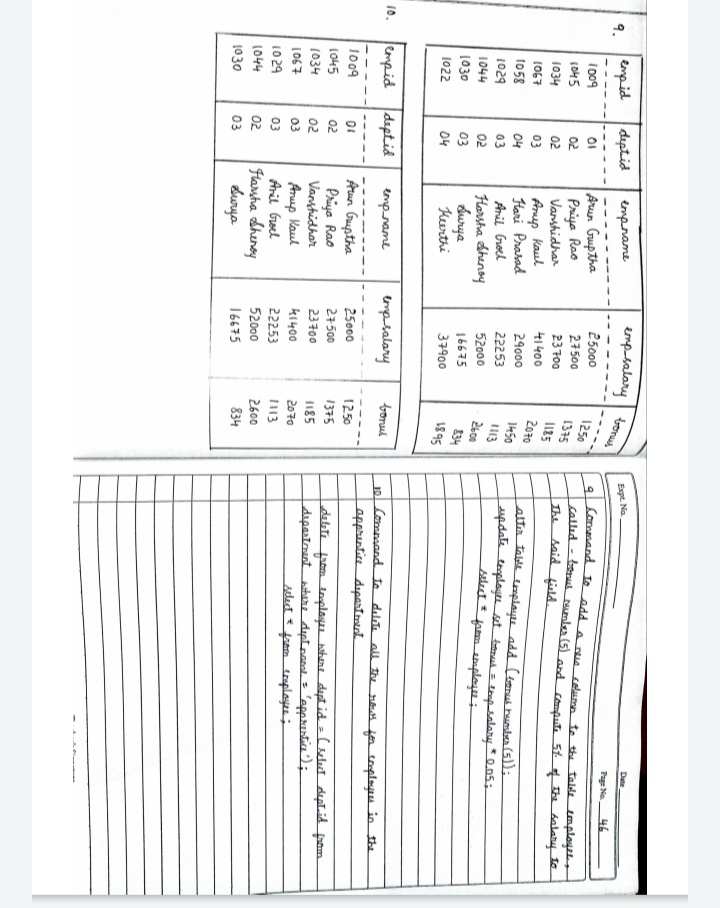 9.
emp_id dept_id emp_name emp_salary bonus
1009 01 Arun Guptha 25000 1250
1045 02 Priya Rao 27500 1375
1034 02 Vanshidhar 23700 1185
1067 03 Anup Kaul 41400 2070
1058 04 Hari Prasad 29000 1450
1029 03 Anil Goel 22253 1113
1044 02 Harsha Shenoy 52000 2600
1030 03 Surya 16675 834
1022 04 Keerthi 37900 1895
10.
emp_id dept_id emp_name emp_salary bonus
1009 01 Arun Guptha 25000 1250
1045 02 Priya Rao 27500 1375
1034 02 Vanshidhar 23700 1185
1067 03 Anup Kaul 41400 2070
1029 03 Anil Goel 22253 1113
1044 02 Harsha Shenoy 52000 2600
1030 03 Surya 16675 834
Expt. No.
Date
Page No. 46
9 Command to add a new column to the table employee,
called - bonus number (5) and compute 5% of the salary to
the said field.
alter table employee add (bonus number (5));
update employee set bonus = emp_salary * 0.05;
select * from employee;
10 Command to delete all the rows for employees in the
apprentice department
delete from employee where dept_id = (select dept_id from
department where dept_name = 'apprentice');
select * from employee;